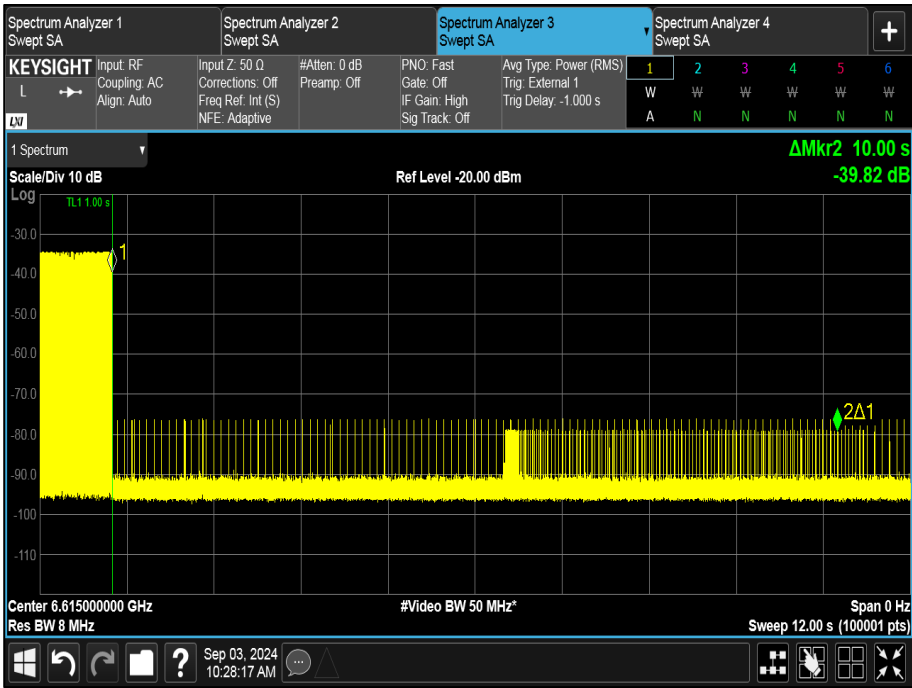 Spectrum Analyzer 1
Swept SA
Spectrum Analyzer 2
Swept SA
Spectrum Analyzer 3
Swept SA
Spectrum Analyzer 4
Swept SA
KEYSIGHT
L
LXI
Input: RF
Coupling: AC
Align: Auto
Input Z: 50 Ω
Corrections: Off
Freq Ref: Int (S)
NFE: Adaptive
#Atten: 0 dB
Preamp: Off
PNO: Fast
Gate: Off
IF Gain: High
Sig Track: Off
Avg Type: Power (RMS)
Trig: External 1
Trig Delay: -1.000 s
1 2 3 4 5 6
W W W W W W
A N N N N N
1 Spectrum
ΔMkr2 10.00 s
-39.82 dB
Scale/Div 10 dB
Ref Level -20.00 dBm
Log
TL1 1.00 s
-30.0
1
-40.0
-50.0
-60.0
-70.0
2Δ1
-80.0
-90.0
-100
-110
Center 6.615000000 GHz
#Video BW 50 MHz*
Span 0 Hz
Res BW 8 MHz
Sweep 12.00 s (100001 pts)
?
Sep 03, 2024
10:28:17 AM